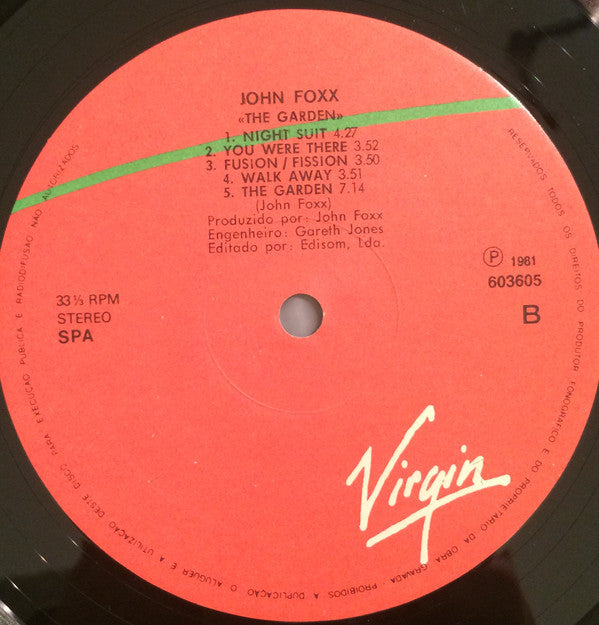 JOHN FOXX
«THE GARDEN»
1. NIGHT SUIT 4.27
2. YOU WERE THERE 3.52
3. FUSION / FISSION 3.50
4. WALK AWAY 3.51
5. THE GARDEN 7.14
(John Foxx)
Produzido por: John Foxx
Engenheiro: Gareth Jones
Editado por: Edisom, Lda.
33⅓ RPM
STEREO
SPA
Ⓟ 1981
603605
B
Virgin
RESERVADOS TODOS OS DIREITOS DO PRODUTOR FONOGRÁFICO E DO PROPRIETÁRIO DA OBRA GRAVADA PROIBIDOS A DUPLICAÇÃO O ALUGUER E A UTILIZAÇÃO DESTE DISCO PARA EXECUÇÃO PÚBLICA E RADIODIFUSÃO NÃO AUTORIZADOS